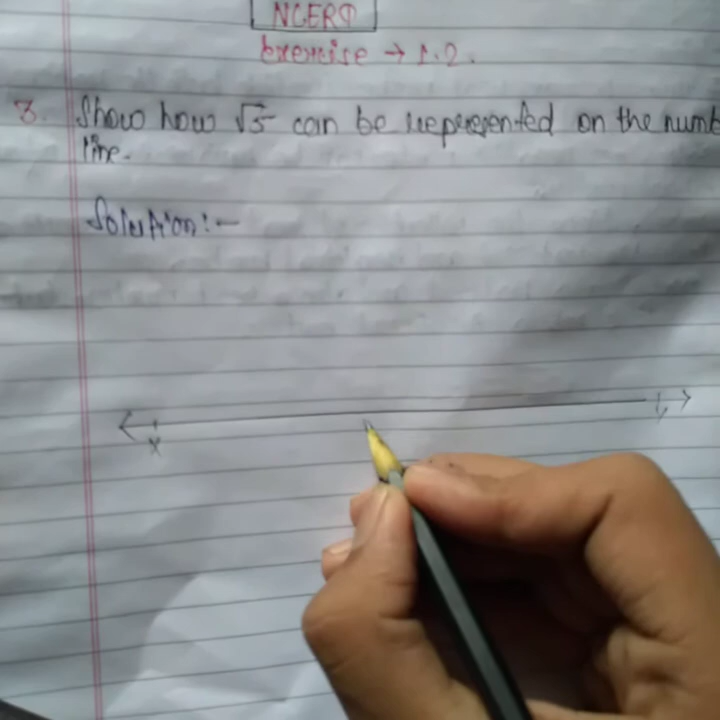 NCERT
Exercise → 1.2.
3. Show how √5 can be represented on the numb
line.
Solution:-
x